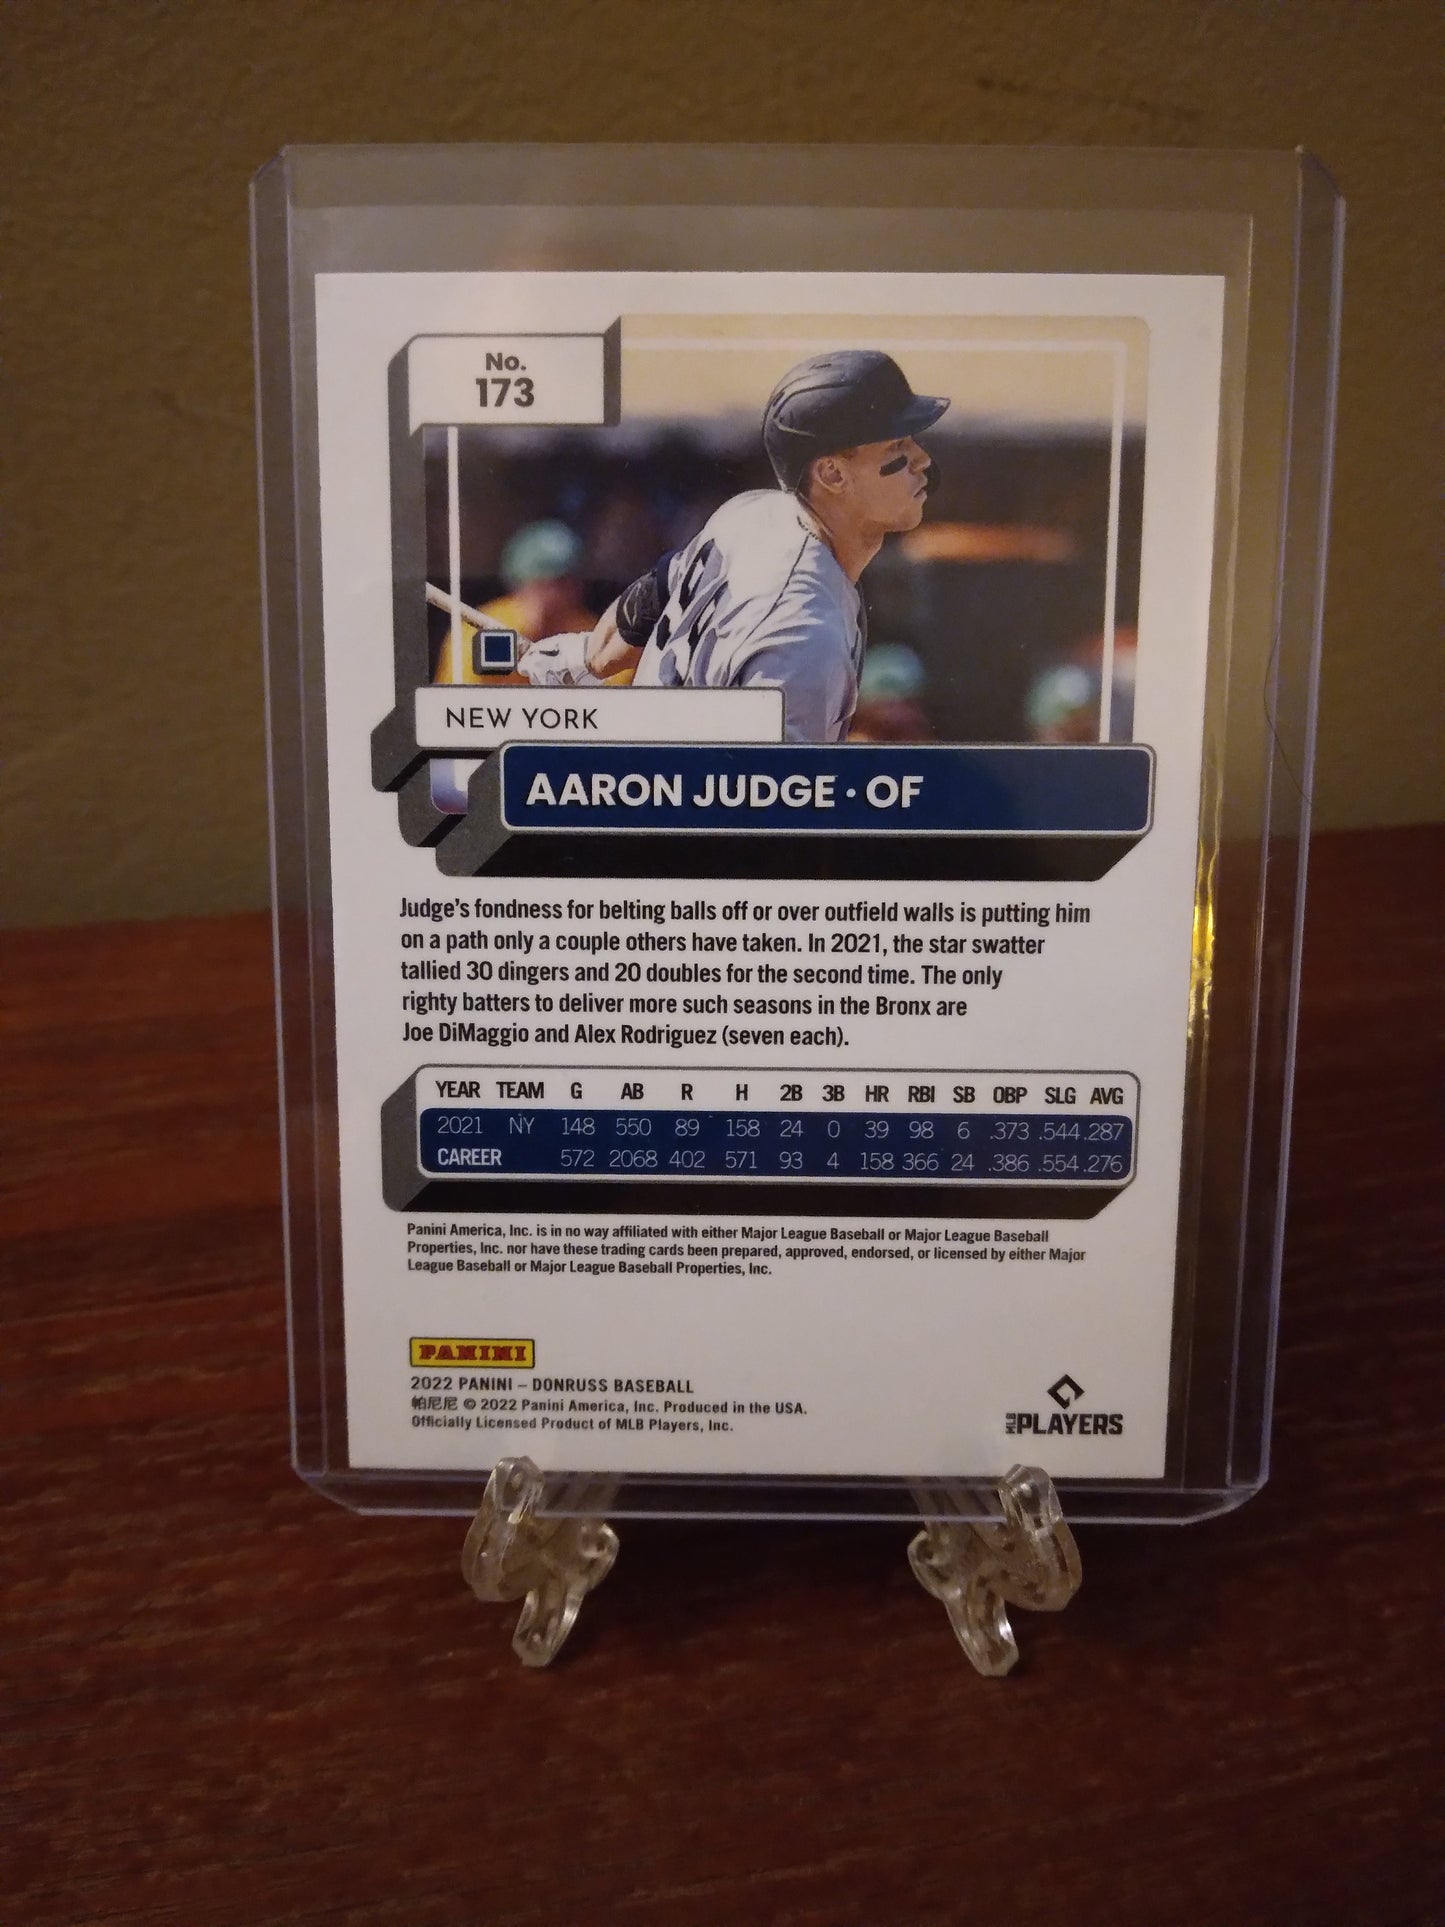 No.
173
NEW YORK
AARON JUDGE · OF
Judge's fondness for belting balls off or over outfield walls is putting him
on a path only a couple others have taken. In 2021, the star swatter
tallied 30 dingers and 20 doubles for the second time. The only
righty batters to deliver more such seasons in the Bronx are
Joe DiMaggio and Alex Rodriguez (seven each).
YEAR TEAM G AB R H 2B 3B HR RBI SB OBP SLG AVG
2021 NY 148 550 89 158 24 0 39 98 6 .373 .544 .287
CAREER 572 2068 402 571 93 4 158 366 24 .386 .554 .276
Panini America, Inc. is in no way affiliated with either Major League Baseball or Major League Baseball
Properties, Inc. nor have these trading cards been prepared, approved, endorsed, or licensed by either Major
League Baseball or Major League Baseball Properties, Inc.
PANINI
2022 PANINI – DONRUSS BASEBALL
帕尼尼 © 2022 Panini America, Inc. Produced in the USA.
Officially Licensed Product of MLB Players, Inc.
MLB PLAYERS